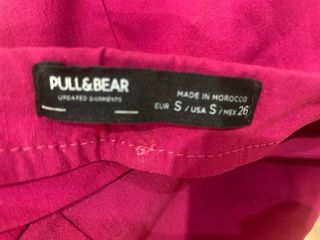 PULL&BEAR
UPDATED GARMENTS
MADE IN MOROCCO
EUR S / USA S / MEX 26